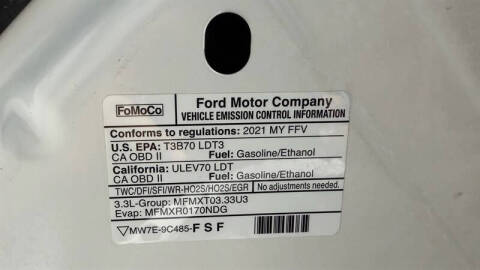 FoMoCo
Ford Motor Company
VEHICLE EMISSION CONTROL INFORMATION
Conforms to regulations: 2021 MY FFV
U.S. EPA: T3B70 LDT3
CA OBD II Fuel: Gasoline/Ethanol
California: ULEV70 LDT
CA OBD II Fuel: Gasoline/Ethanol
TWC/DFI/SFI/WR-HO2S/HO2S/EGR No adjustments needed.
3.3L-Group: MFMXT03.33U3
Evap: MFMXR0170NDG
MW7E-9C485-F S F